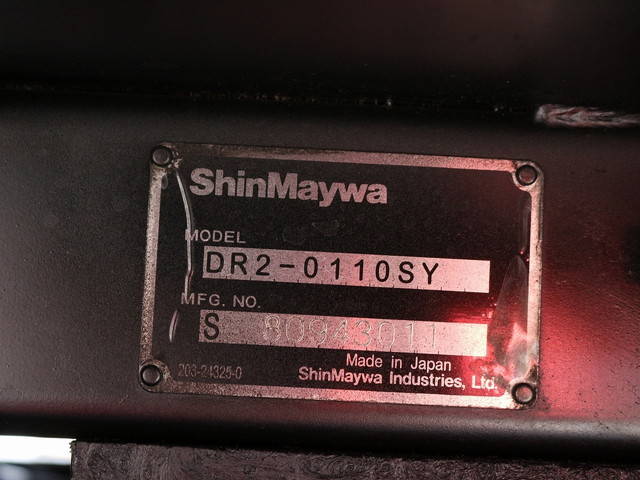 ShinMaywa
MODEL
DR2-0110SY
MFG. NO.
S 80943011
Made in Japan
203-24325-0
ShinMaywa Industries, Ltd.